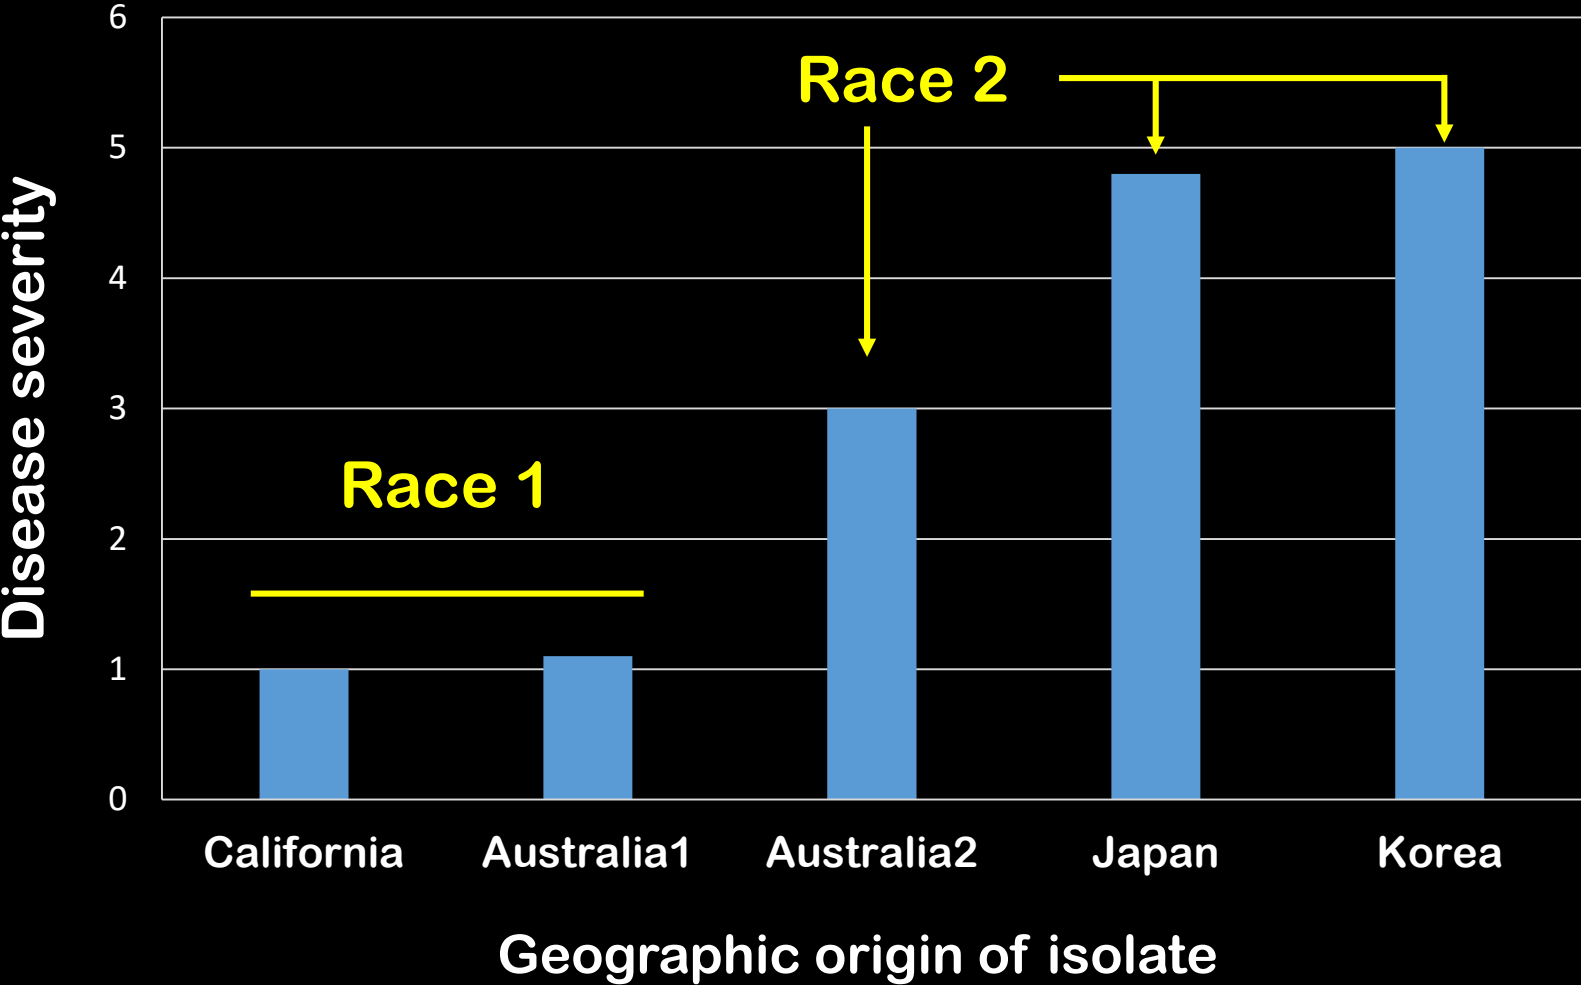 6
5
4
3
2
1
0
Disease severity
Race 2
Race 1
California
Australia1
Australia2
Japan
Korea
Geographic origin of isolate